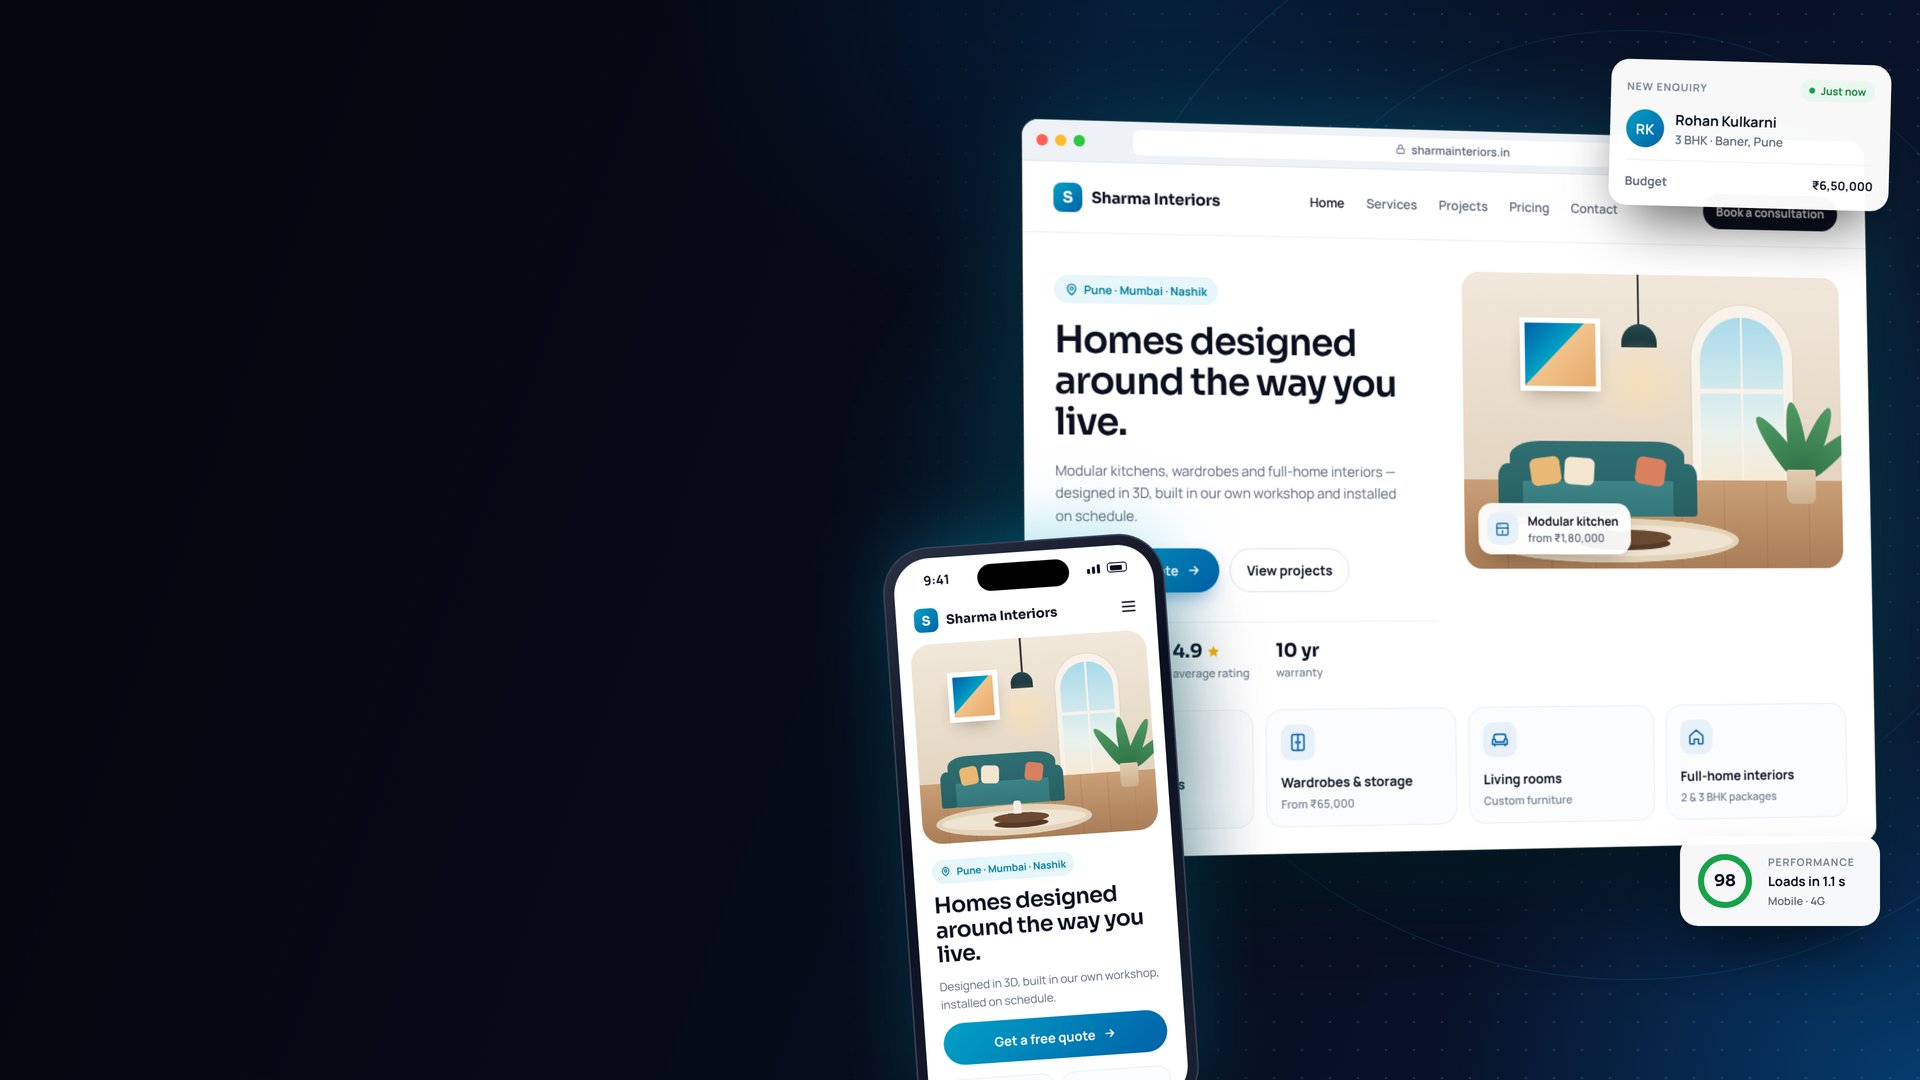 NEW ENQUIRY
Just now
RK
Rohan Kulkarni
3 BHK · Baner, Pune
Budget
₹6,50,000
sharmainteriors.in
S
Sharma Interiors
Home
Services
Projects
Pricing
Contact
Book a consultation
Pune · Mumbai · Nashik
Homes designed
around the way you
live.
Modular kitchens, wardrobes and full-home interiors —
designed in 3D, built in our own workshop and installed
on schedule.
View projects
Modular kitchen
from ₹1,80,000
4.9
average rating
10 yr
warranty
Wardrobes & storage
From ₹65,000
Living rooms
Custom furniture
Full-home interiors
2 & 3 BHK packages
98
PERFORMANCE
Loads in 1.1 s
Mobile · 4G
9:41
S
Sharma Interiors
Pune · Mumbai · Nashik
Homes designed
around the way you
live.
Designed in 3D, built in our own workshop,
installed on schedule.
Get a free quote